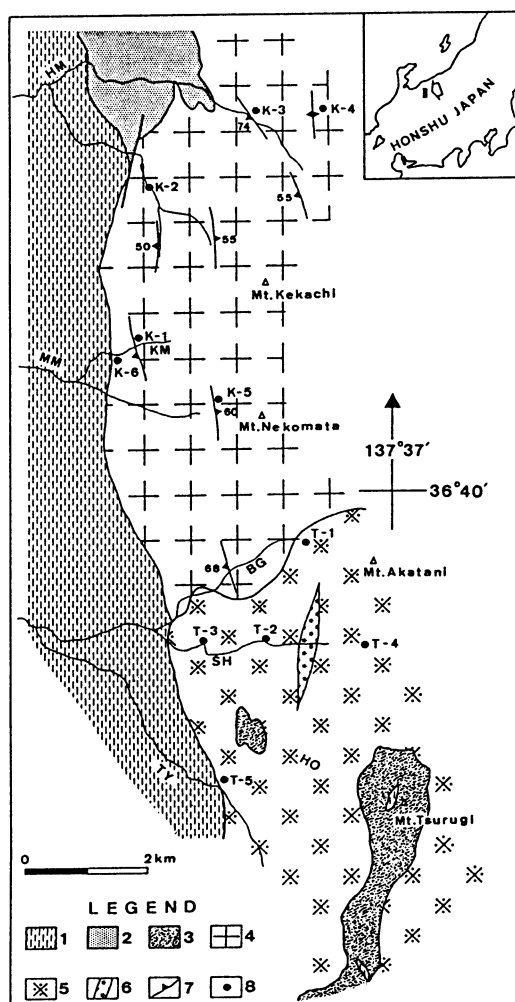 HM
HONSHU JAPAN
K-3
K-4
74
K-2
55
50
55
Mt.Kekachi
K-1
KM
MM
K-6
K-5
60
Mt.Nekomata
137°37′
36°40′
T-1
68
BG
Mt.Akatani
T-3
T-2
T-4
SH
HO
TY
T-5
Mt.Tsurugi
0 2km
LEGEND
1 2 3 4
5 6 7 8